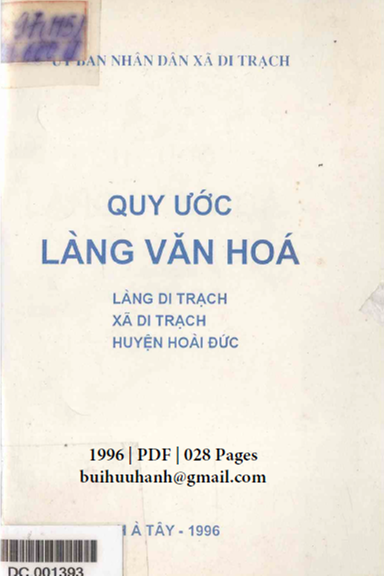 ỦY BAN NHÂN DÂN XÃ DI TRẠCH
QUY ƯỚC
LÀNG VĂN HOÁ
LÀNG DI TRẠCH
XÃ DI TRẠCH
HUYỆN HOÀI ĐỨC
1996 | PDF | 028 Pages
buihuuhanh@gmail.com
À TÂY - 1996
DC 001393